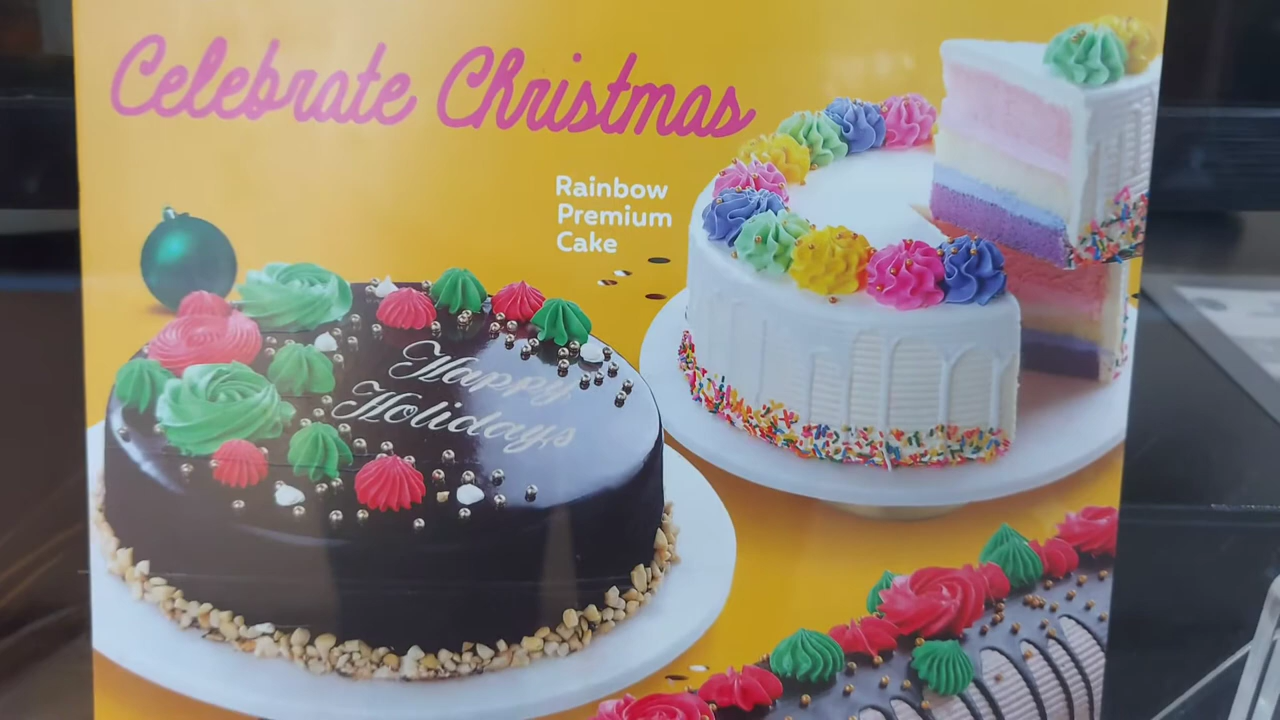 Celebrate Christmas
Rainbow
Premium
Cake
Happy
Holidays